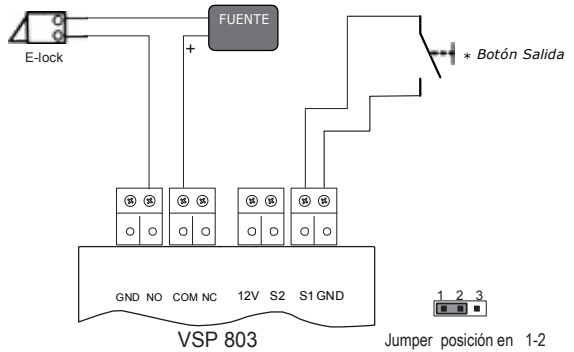 FUENTE
E-lock
+
* Botón Salida
GND NO COM NC 12V S2 S1 GND
1 2 3
VSP 803
Jumper posición en 1-2